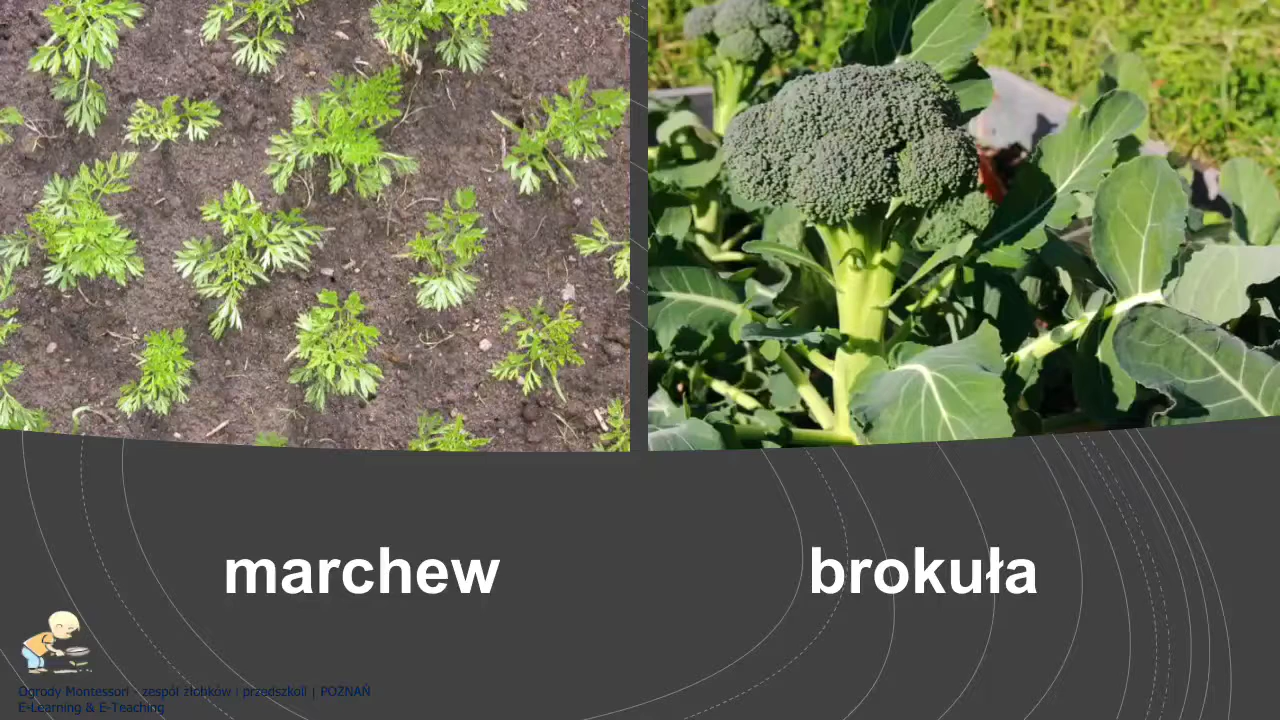 marchew
brokuła
Ogrody Montessori - zespół żłobków i przedszkoli | POZNAŃ
E-Learning & E-Teaching